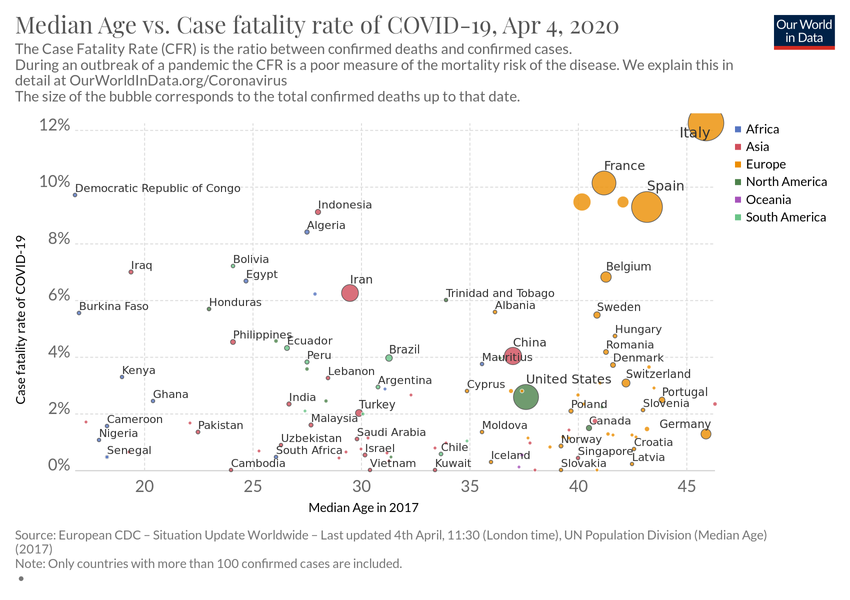 Median Age vs. Case fatality rate of COVID-19, Apr 4, 2020
Our World
in Data
The Case Fatality Rate (CFR) is the ratio between confirmed deaths and confirmed cases.
During an outbreak of a pandemic the CFR is a poor measure of the mortality risk of the disease. We explain this in
detail at OurWorldInData.org/Coronavirus
The size of the bubble corresponds to the total confirmed deaths up to that date.
12%
Italy
Africa
Asia
Europe
North America
Oceania
South America
France
10%
Democratic Republic of Congo
Spain
Indonesia
Algeria
8%
Iraq
Bolivia
Egypt
Belgium
Iran
6%
Burkina Faso
Honduras
Trinidad and Tobago
Albania
Sweden
Philippines
Ecuador
Hungary
4%
Peru
Brazil
China
Mauritius
Romania
Denmark
Kenya
Lebanon
Argentina
Cyprus
United States
Switzerland
Ghana
India
Turkey
Poland
Portugal
Slovenia
2%
Cameroon
Nigeria
Senegal
Pakistan
Malaysia
Uzbekistan
South Africa
Saudi Arabia
Israel
Chile
Moldova
Iceland
Norway
Canada
Singapore
Germany
Croatia
Latvia
0%
Cambodia
Vietnam
Kuwait
Slovakia
20
25
30
35
40
45
Case fatality rate of COVID-19
Median Age in 2017
Source: European CDC – Situation Update Worldwide – Last updated 4th April, 11:30 (London time), UN Population Division (Median Age)
(2017)
Note: Only countries with more than 100 confirmed cases are included.